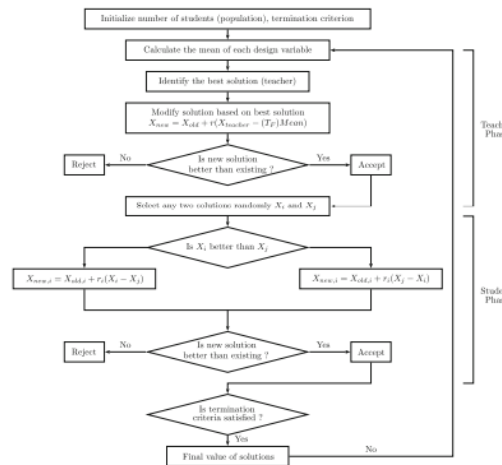 Initialize number of students (population), termination criterion
Calculate the mean of each design variable
Identify the best solution (teacher)
Modify solution based on best solution
X_new = X_old + r(X_teacher − (T_F)Mean)
Is new solution
better than existing ?
No
Yes
Reject
Accept
Teach
Phas
Select any two solutions randomly X_i and X_j
Is X_i better than X_j
X_new,i = X_old,i + r_i(X_i − X_j)
X_new,i = X_old,i + r_i(X_j − X_i)
Stude
Phas
Is new solution
better than existing ?
No
Yes
Reject
Accept
Is termination
criteria satisfied ?
Yes
No
Final value of solutions